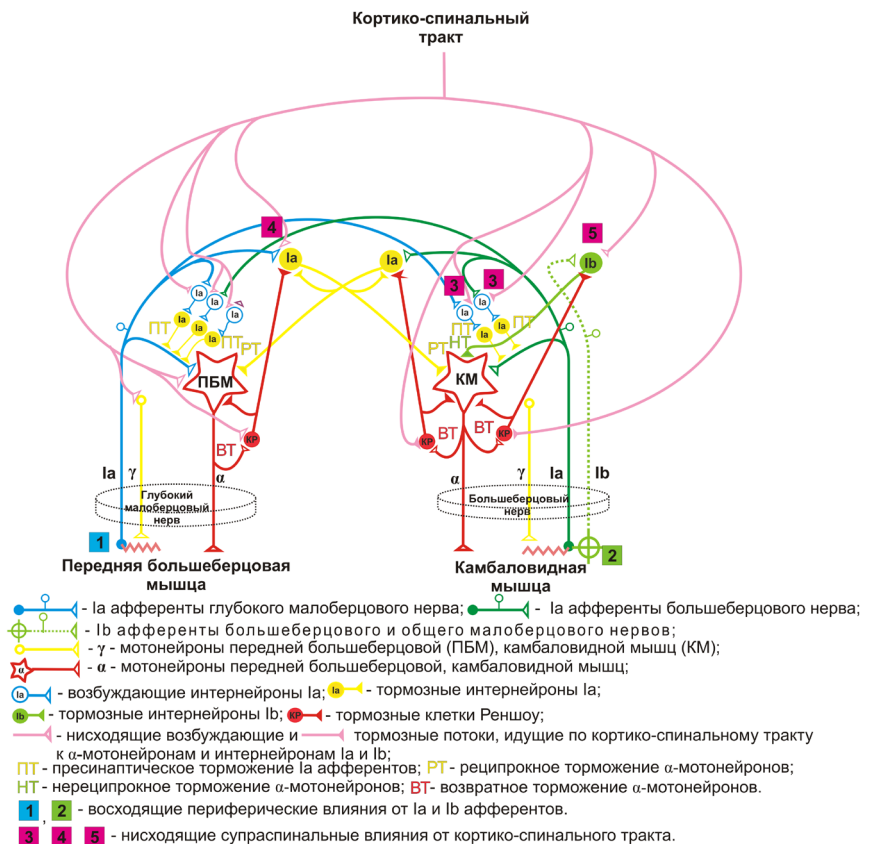 Кортико-спинальный
тракт
4
5
Ia
Ia
Ib
3
3
Ia
Ia
Ia
Ia
Ia
Ia
Ia
Ia
Ia
Ia
ПТ
ПТ
РТ
ПТ
ПТ
РТ
НТ
ПБМ
КМ
ВТ
КР
КР
ВТ
ВТ
КР
Ia
γ
α
α
γ
Ia
Ib
Глубокий
малоберцовый
нерв
Большеберцовый
нерв
1
2
Передняя большеберцовая
мышца
Камбаловидная
мышца
- Ia афференты глубокого малоберцового нерва; - Ia афференты большеберцового нерва;
- Ib афференты большеберцового и общего малоберцового нервов;
- γ - мотонейроны передней большеберцовой (ПБМ), камбаловидной мышц (КМ);
α - α - мотонейроны передней большеберцовой, камбаловидной мышц;
Ia - возбуждающие интернейроны Ia; Ia - тормозные интернейроны Ia;
Ib - тормозные интернейроны Ib; КР - тормозные клетки Реншоу;
- нисходящие возбуждающие и тормозные потоки, идущие по кортико-спинальному тракту
к α-мотонейронам и интернейронам Ia и Ib;
ПТ - пресинаптическое торможение Ia афферентов; РТ - реципрокное торможение α-мотонейронов;
НТ - нереципрокное торможение α-мотонейронов; ВТ - возвратное торможение α-мотонейронов.
1 , 2 - восходящие периферические влияния от Ia и Ib афферентов.
3 4 5 - нисходящие супраспинальные влияния от кортико-спинального тракта.